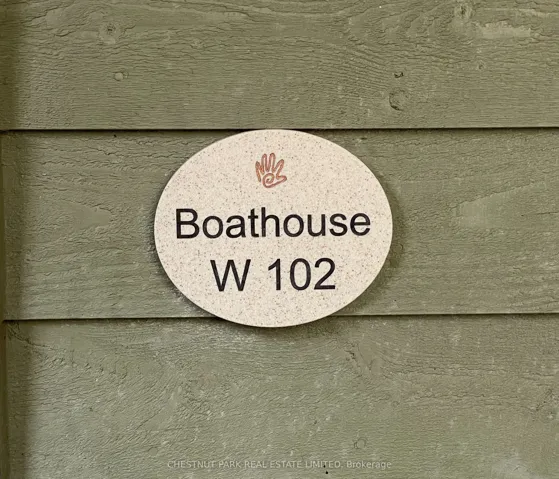 Boathouse
W 102
CHESTNUT PARK REAL ESTATE LIMITED, Brokerage